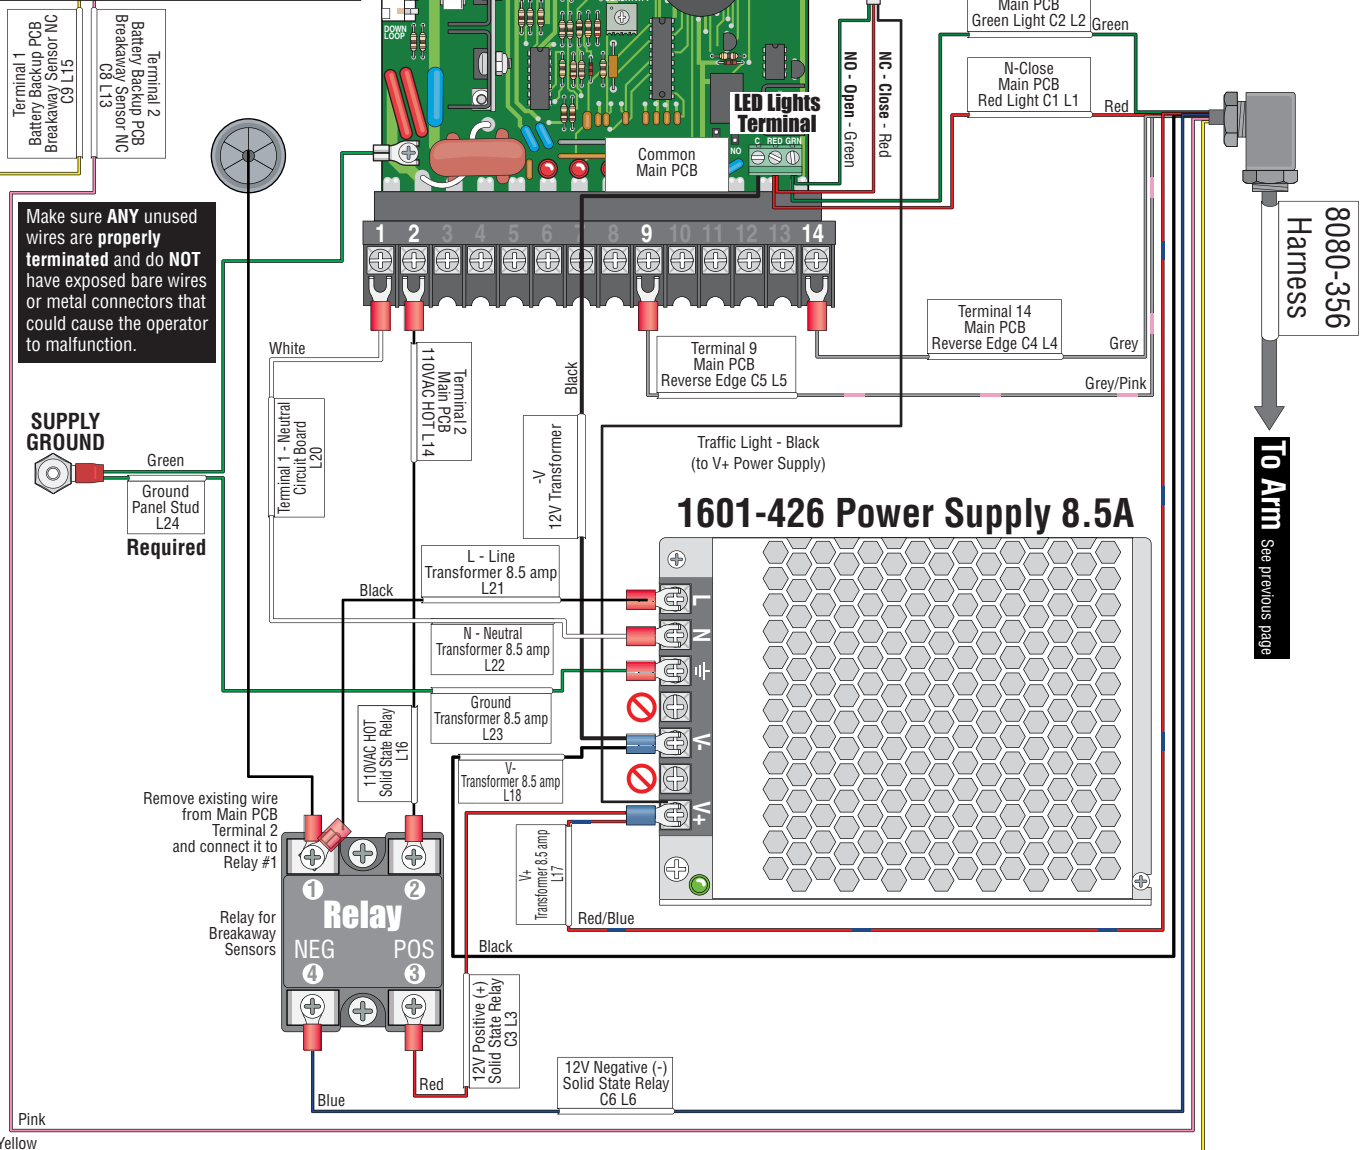 Terminal 1
Battery Backup PCB
Breakaway Sensor NC
C9 L15
Terminal 2
Battery Backup PCB
Breakaway Sensor NC
C8 L13
DOWN
LOOP
LED Lights
Terminal
C RED GRN
NO
Common
Main PCB
NO - Open - Green
NC - Close - Red
Main PCB
Green Light C2 L2
Green
N-Close
Main PCB
Red Light C1 L1
Red
8080-356
Harness
To Arm See previous page
Make sure ANY unused
wires are properly
terminated and do NOT
have exposed bare wires
or metal connectors that
could cause the operator
to malfunction.
1 2 3 4 5 6 7 8 9 10 11 12 13 14
White
Terminal 2
Main PCB
110VAC HOT L14
Black
Terminal 9
Main PCB
Reverse Edge C5 L5
Terminal 14
Main PCB
Reverse Edge C4 L4
Grey
Grey/Pink
SUPPLY
GROUND
Green
Ground
Panel Stud
L24
Required
Terminal 1 - Neutral
Circuit Board
L20
-V
12V Transformer
Traffic Light - Black
(to V+ Power Supply)
1601-426 Power Supply 8.5A
L - Line
Transformer 8.5 amp
L21
Black
N - Neutral
Transformer 8.5 amp
L22
Ground
Transformer 8.5 amp
L23
L
N
V-
V+
110VAC HOT
Solid State Relay
L16
V-
Transformer 8.5 amp
L18
Remove existing wire
from Main PCB
Terminal 2
and connect it to
Relay #1
V+
Transformer 8.5 amp
L17
Red/Blue
Black
Relay for
Breakaway
Sensors
1 2
Relay
NEG POS
4 3
12V Positive (+)
Solid State Relay
C3 L3
Red
Blue
12V Negative (-)
Solid State Relay
C6 L6
Pink
Yellow